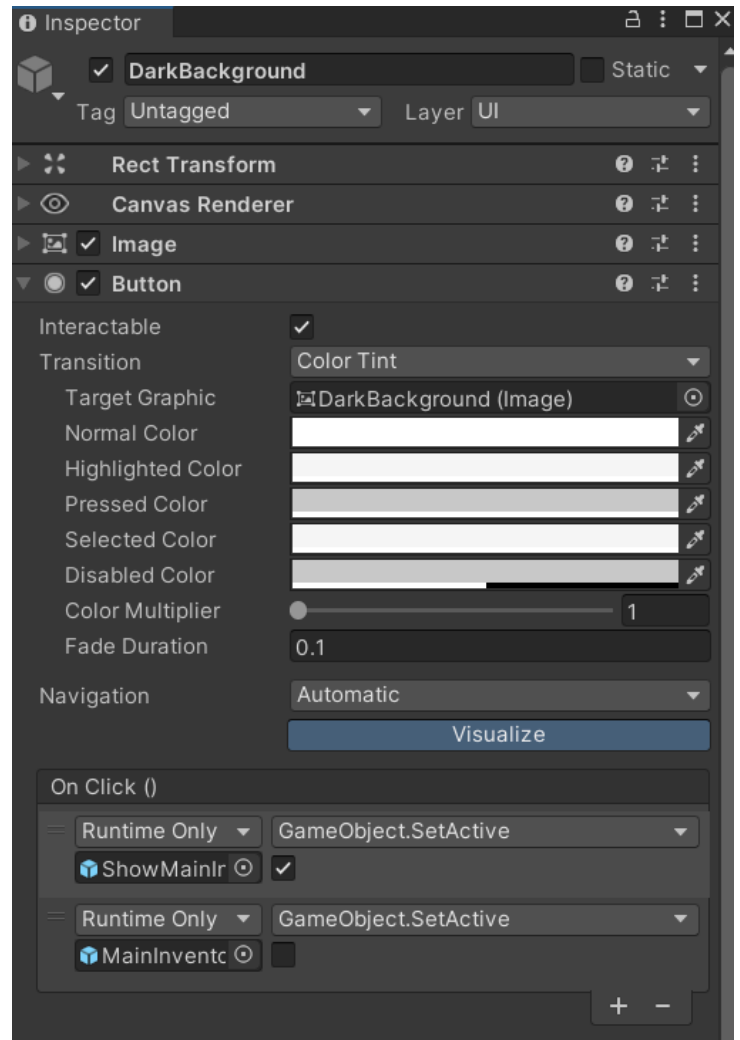 Inspector
DarkBackground Static
Tag Untagged Layer UI
Rect Transform
Canvas Renderer
Image
Button
Interactable
Transition Color Tint
Target Graphic DarkBackground (Image)
Normal Color
Highlighted Color
Pressed Color
Selected Color
Disabled Color
Color Multiplier 1
Fade Duration 0.1
Navigation Automatic
Visualize
On Click ()
Runtime Only GameObject.SetActive
ShowMainIr
Runtime Only GameObject.SetActive
MainInventc
+ −